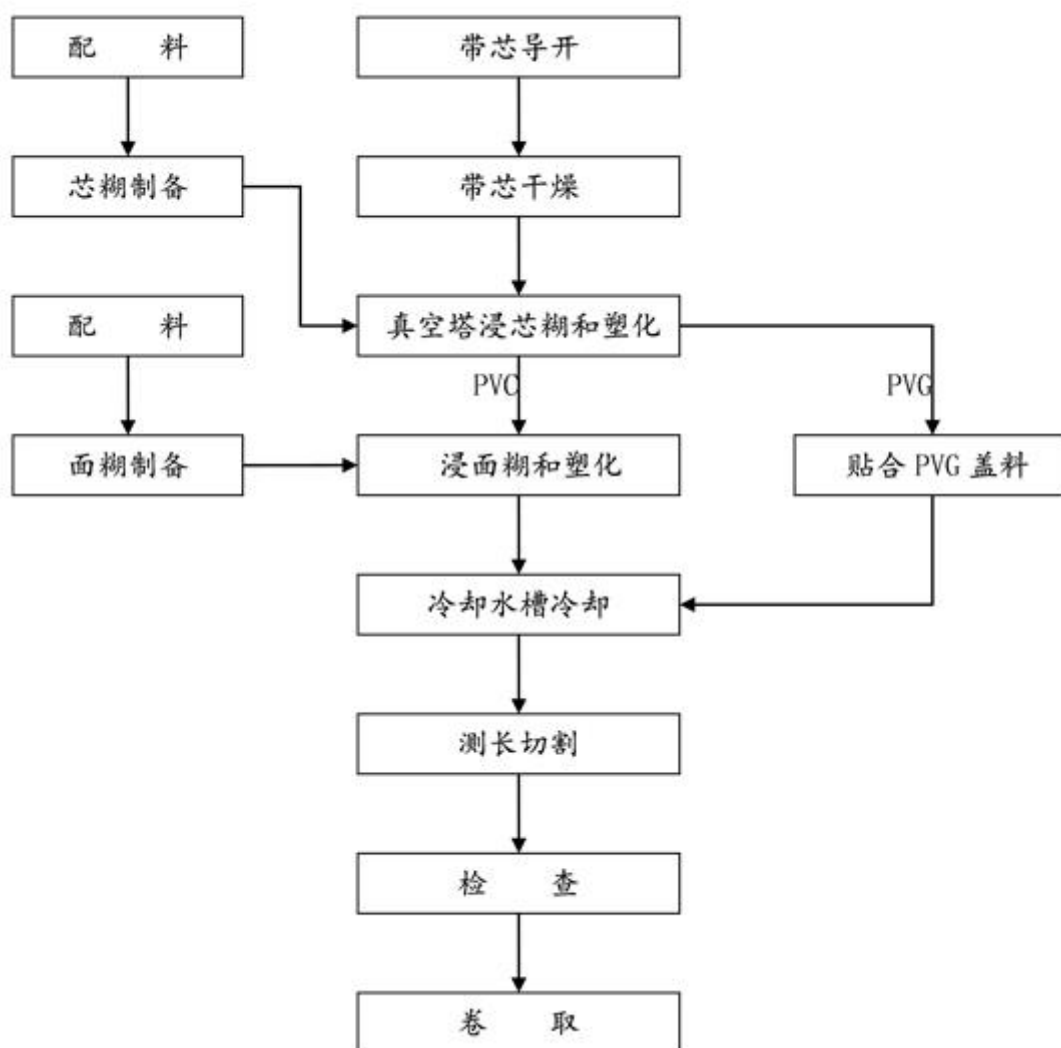 配 料
带芯导开
芯糊制备
带芯干燥
配 料
真空塔浸芯糊和塑化
PVC
PVG
面糊制备
浸面糊和塑化
贴合 PVG 盖料
冷却水槽冷却
测长切割
检 查
卷 取